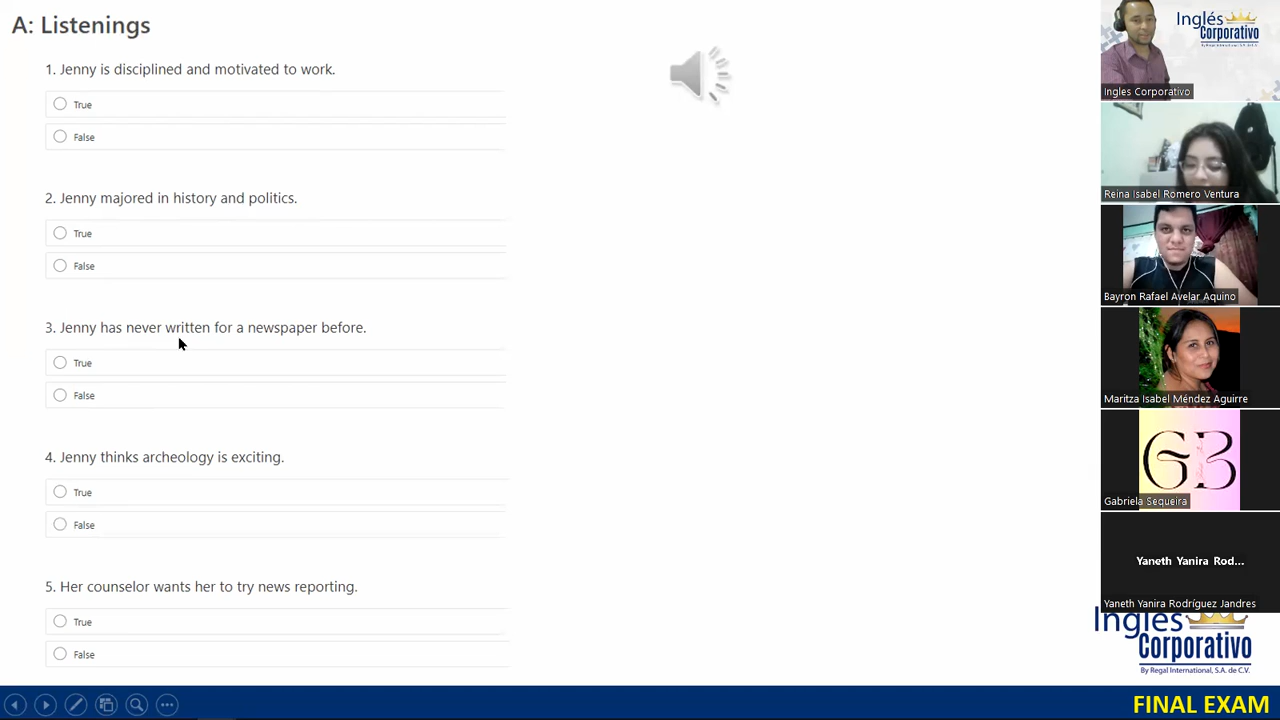 A: Listenings
1. Jenny is disciplined and motivated to work.
True
False
2. Jenny majored in history and politics.
True
False
3. Jenny has never written for a newspaper before.
True
False
4. Jenny thinks archeology is exciting.
True
False
5. Her counselor wants her to try news reporting.
True
False
Inglés
Corporativo
By Regal International, S.A. de C.V.
Ingles Corporativo
Reina Isabel Romero Ventura
Bayron Rafael Avelar Aquino
Maritza Isabel Méndez Aguirre
GB
Gabriela Sequeira
Yaneth Yanira Rod...
Yaneth Yanira Rodríguez Jandres
Inglés
Corporativo
By Regal International, S.A. de C.V.
FINAL EXAM